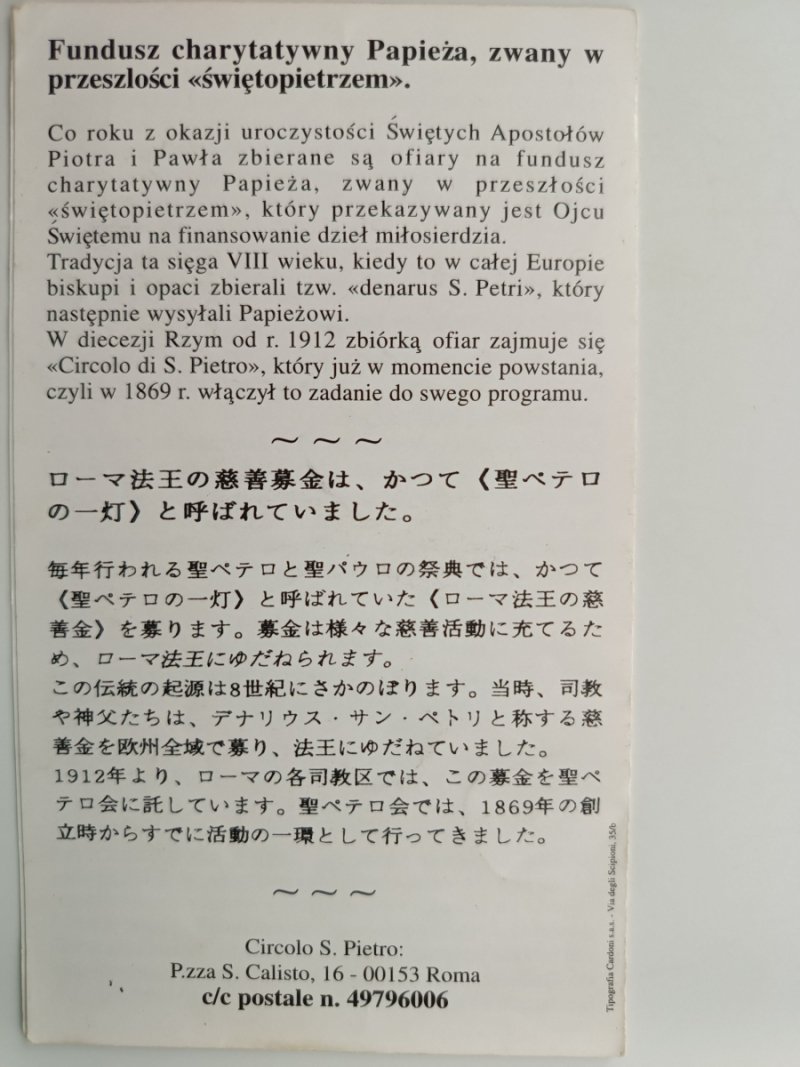 Fundusz charytatywny Papieża, zwany w
przeszlości «świętopietrzem».
Co roku z okazji uroczystości Świętych Apostołów
Piotra i Pawła zbierane są ofiary na fundusz
charytatywny Papieża, zwany w przeszłości
«świętopietrzem», który przekazywany jest Ojcu
Świętemu na finansowanie dzieł miłosierdzia.
Tradycja ta sięga VIII wieku, kiedy to w całej Europie
biskupi i opaci zbierali tzw. «denarus S. Petri», który
następnie wysyłali Papieżowi.
W diecezji Rzym od r. 1912 zbiórką ofiar zajmuje się
«Circolo di S. Pietro», który już w momencie powstania,
czyli w 1869 r. włączył to zadanie do swego programu.
~ ~ ~
ローマ法王の慈善募金は、かつて《聖ペテロ
の一灯》と呼ばれていました。
毎年行われる聖ペテロと聖パウロの祭典では、かつて
《聖ペテロの一灯》と呼ばれていた《ローマ法王の慈
善金》を募ります。募金は様々な慈善活動に充てるた
め、ローマ法王にゆだねられます。
この伝統の起源は8世紀にさかのぼります。当時、司教
や神父たちは、デナリウス・サン・ペトリと称する慈
善金を欧州全域で募り、法王にゆだねていました。
1912年より、ローマの各司教区では、この募金を聖ペ
テロ会に託しています。聖ペテロ会では、1869年の創
立時からすでに活動の一環として行ってきました。
~ ~ ~
Circolo S. Pietro:
P.zza S. Calisto, 16 - 00153 Roma
c/c postale n. 49796006
Tipografia Cardoni s.a.s. - Via degli Scipioni, 35/b